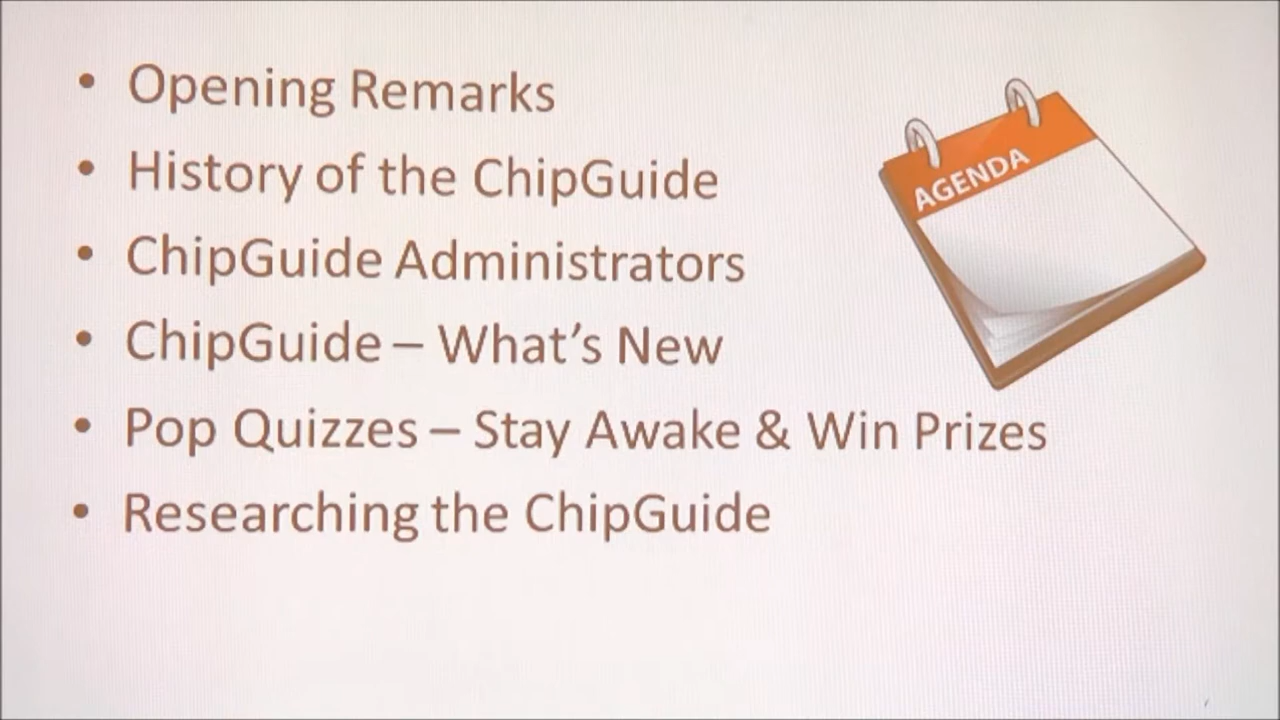 • Opening Remarks
• History of the ChipGuide
• ChipGuide Administrators
• ChipGuide – What's New
• Pop Quizzes – Stay Awake & Win Prizes
• Researching the ChipGuide
AGENDA